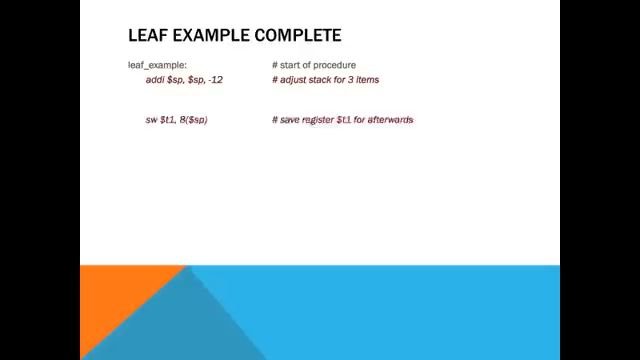 LEAF EXAMPLE COMPLETE
leaf_example: # start of procedure
addi $sp, $sp, -12 # adjust stack for 3 items
sw $t1, 8($sp) # save register $t1 for afterwards